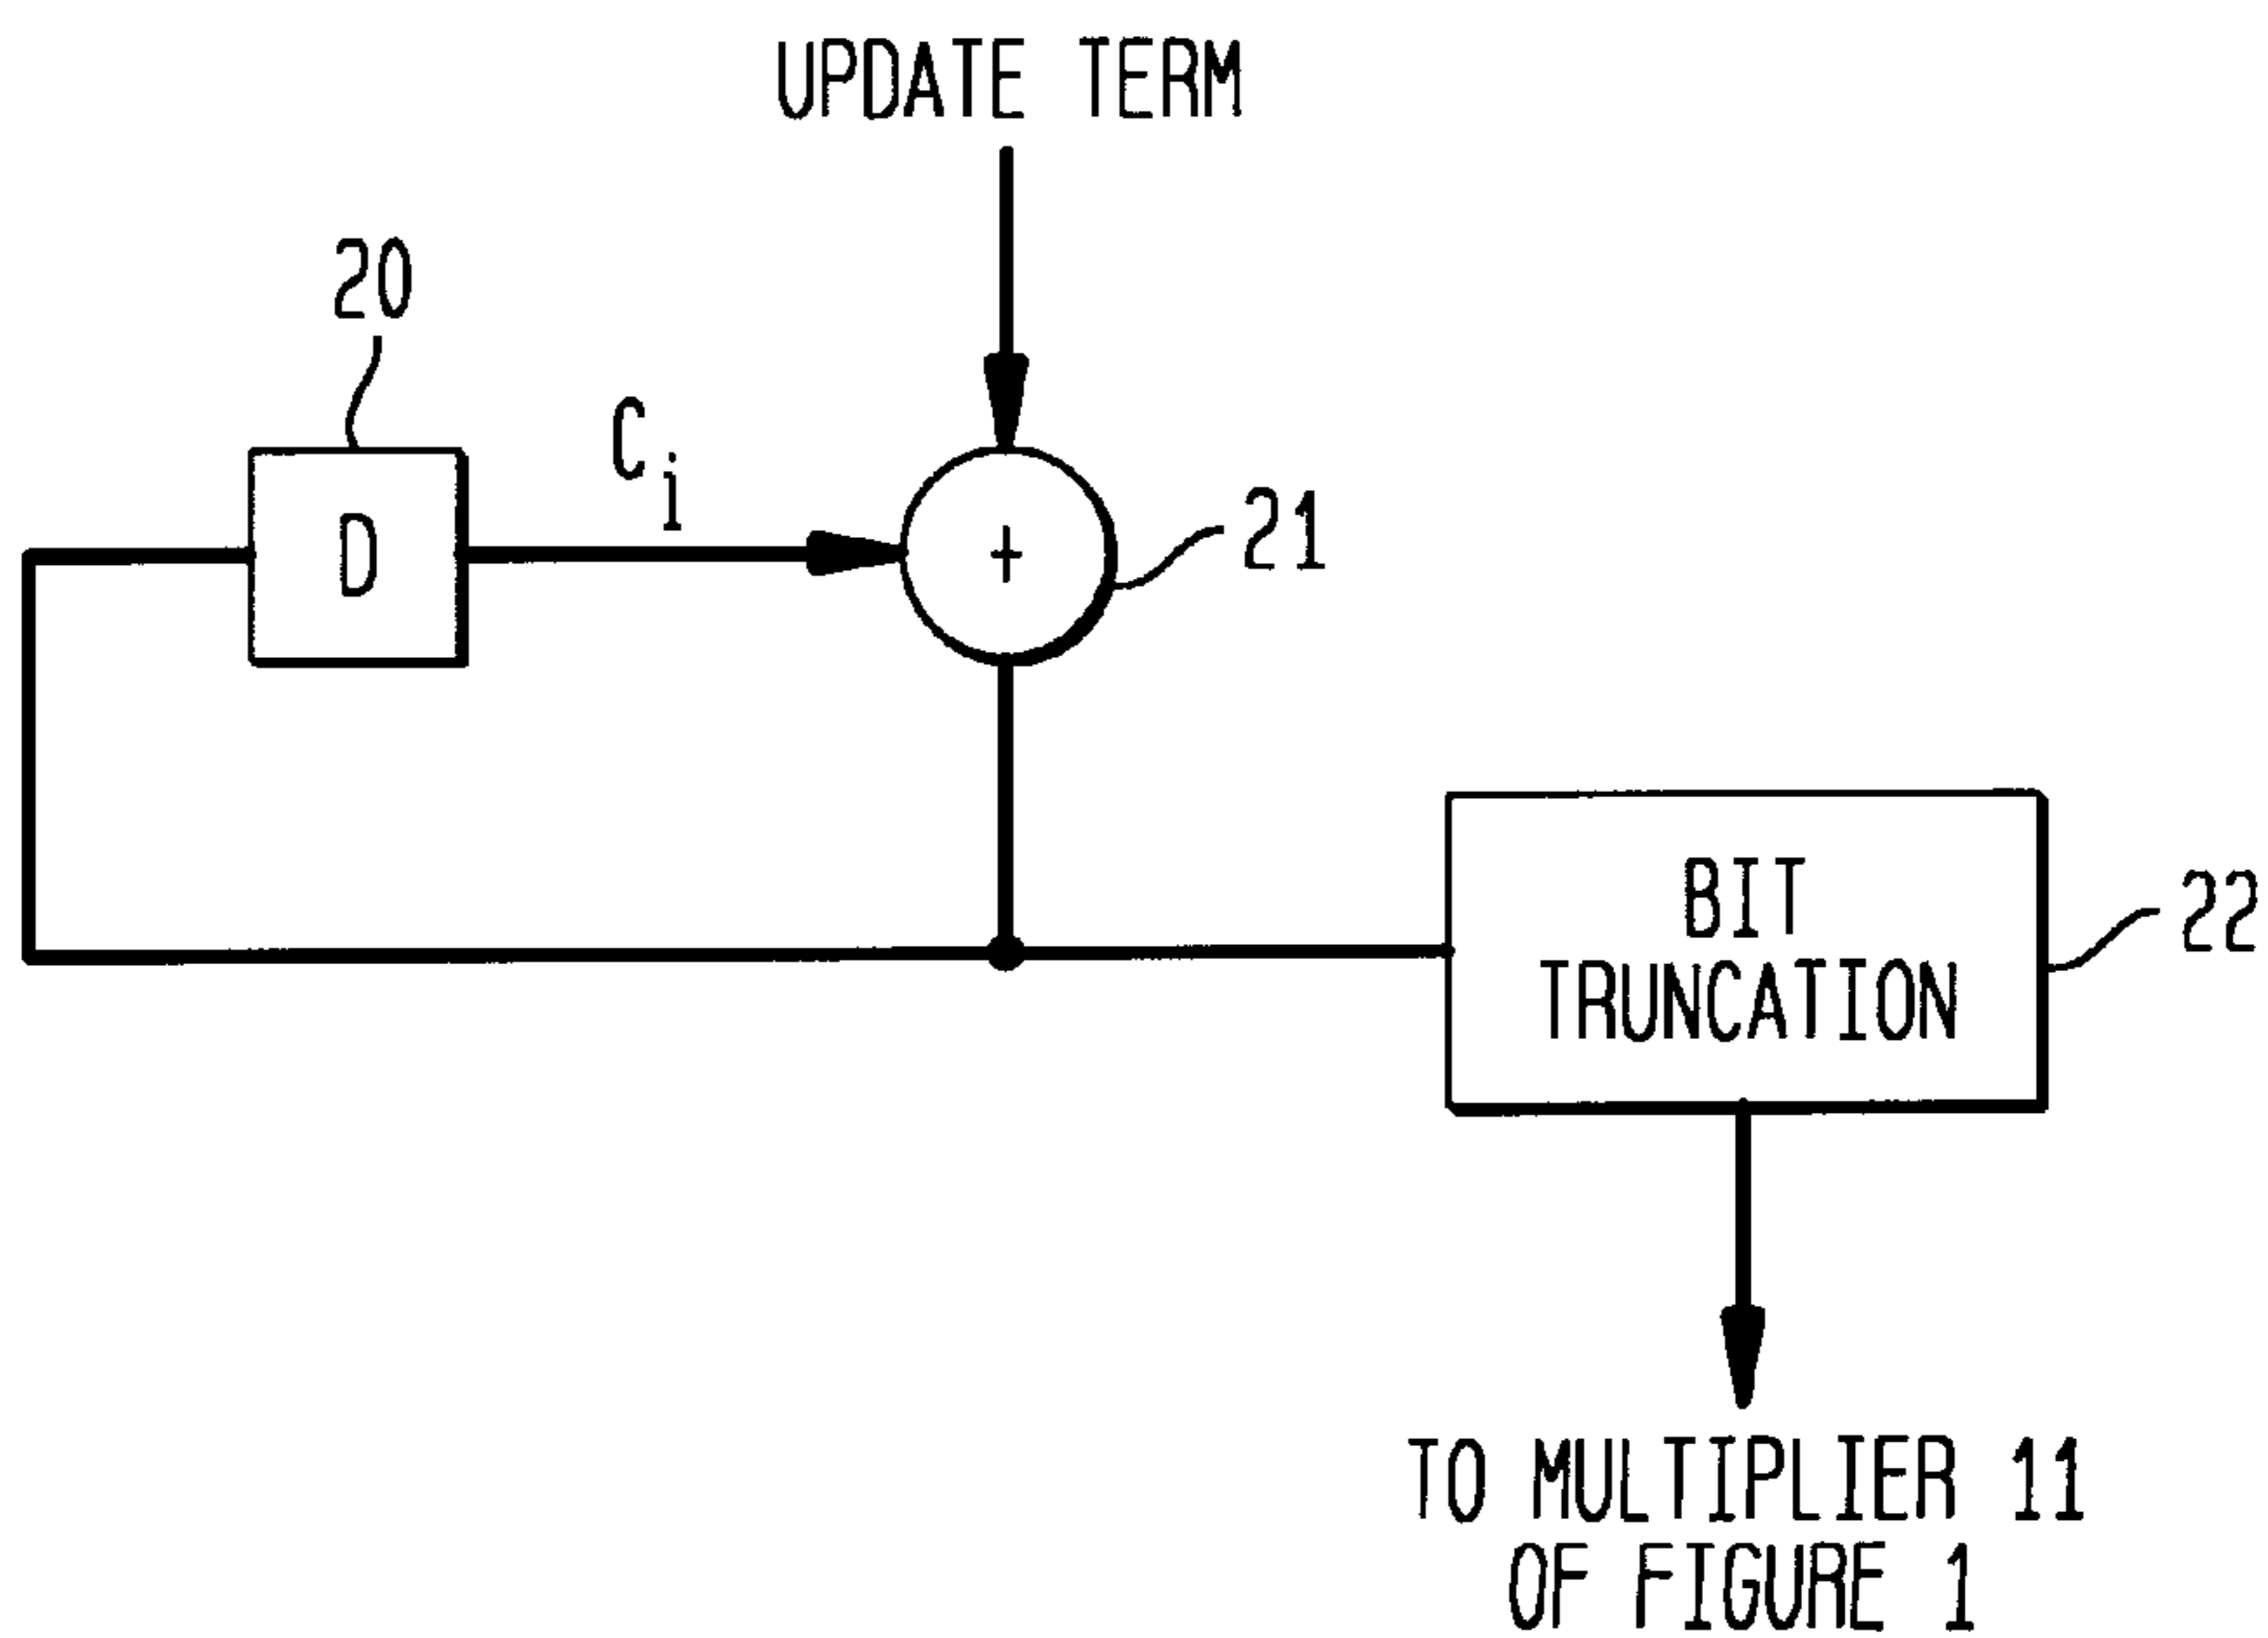 UPDATE TERM
20
C i
D
+
21
BIT
TRUNCATION
22
TO MULTIPLIER 11
OF FIGURE 1